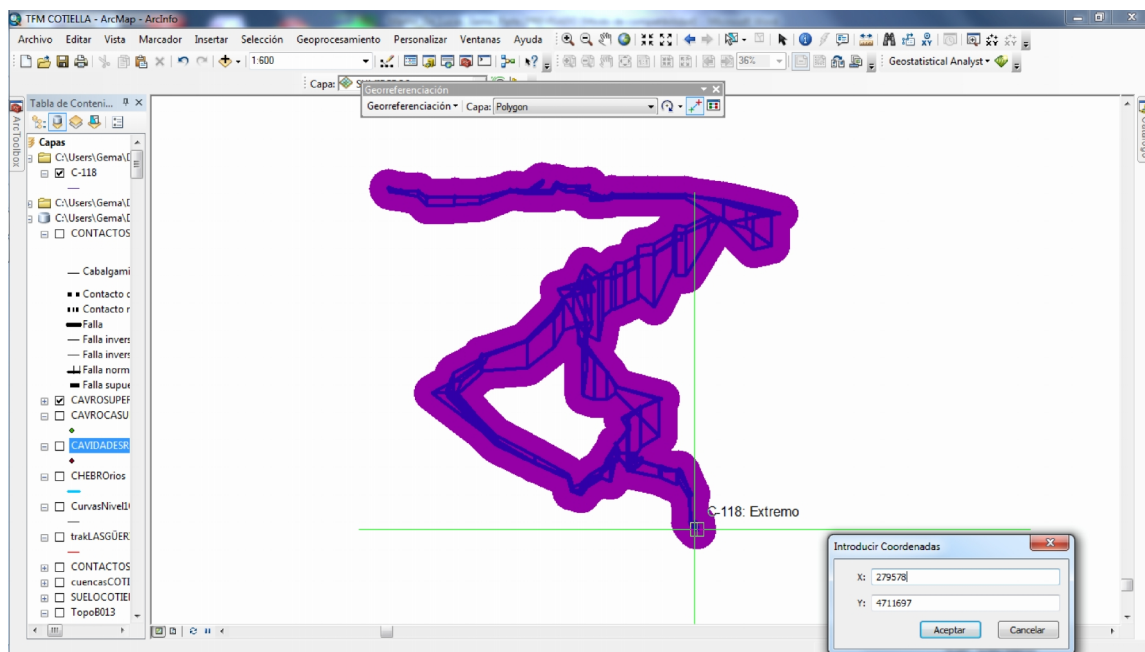 TFM COTIELLA - ArcMap - ArcInfo
Archivo Editar Vista Marcador Insertar Selección Geoprocesamiento Personalizar Ventanas Ayuda
1:600
36%
Geostatistical Analyst
Capa:
Georreferenciación
Georreferenciación Capa: Polygon
Tabla de Conteni...
ArcToolbox
Capas
C:\Users\Gema\D
C-118
C:\Users\Gema\D
C:\Users\Gema\D
CONTACTOS
Cabalgami
Contacto c
Contacto r
Falla
Falla invers
Falla invers
Falla norm
Falla supue
CAVROSUPERF
CAVROCASU
CAVIDADESR
CHEBROrios
CurvasNivel1
trakLASGÜER
CONTACTOS
cuencasCOTI
SUELOCOTIEI
TopoB013
C-118: Extremo
Introducir Coordenadas
X: 279578
Y: 4711697
Aceptar Cancelar